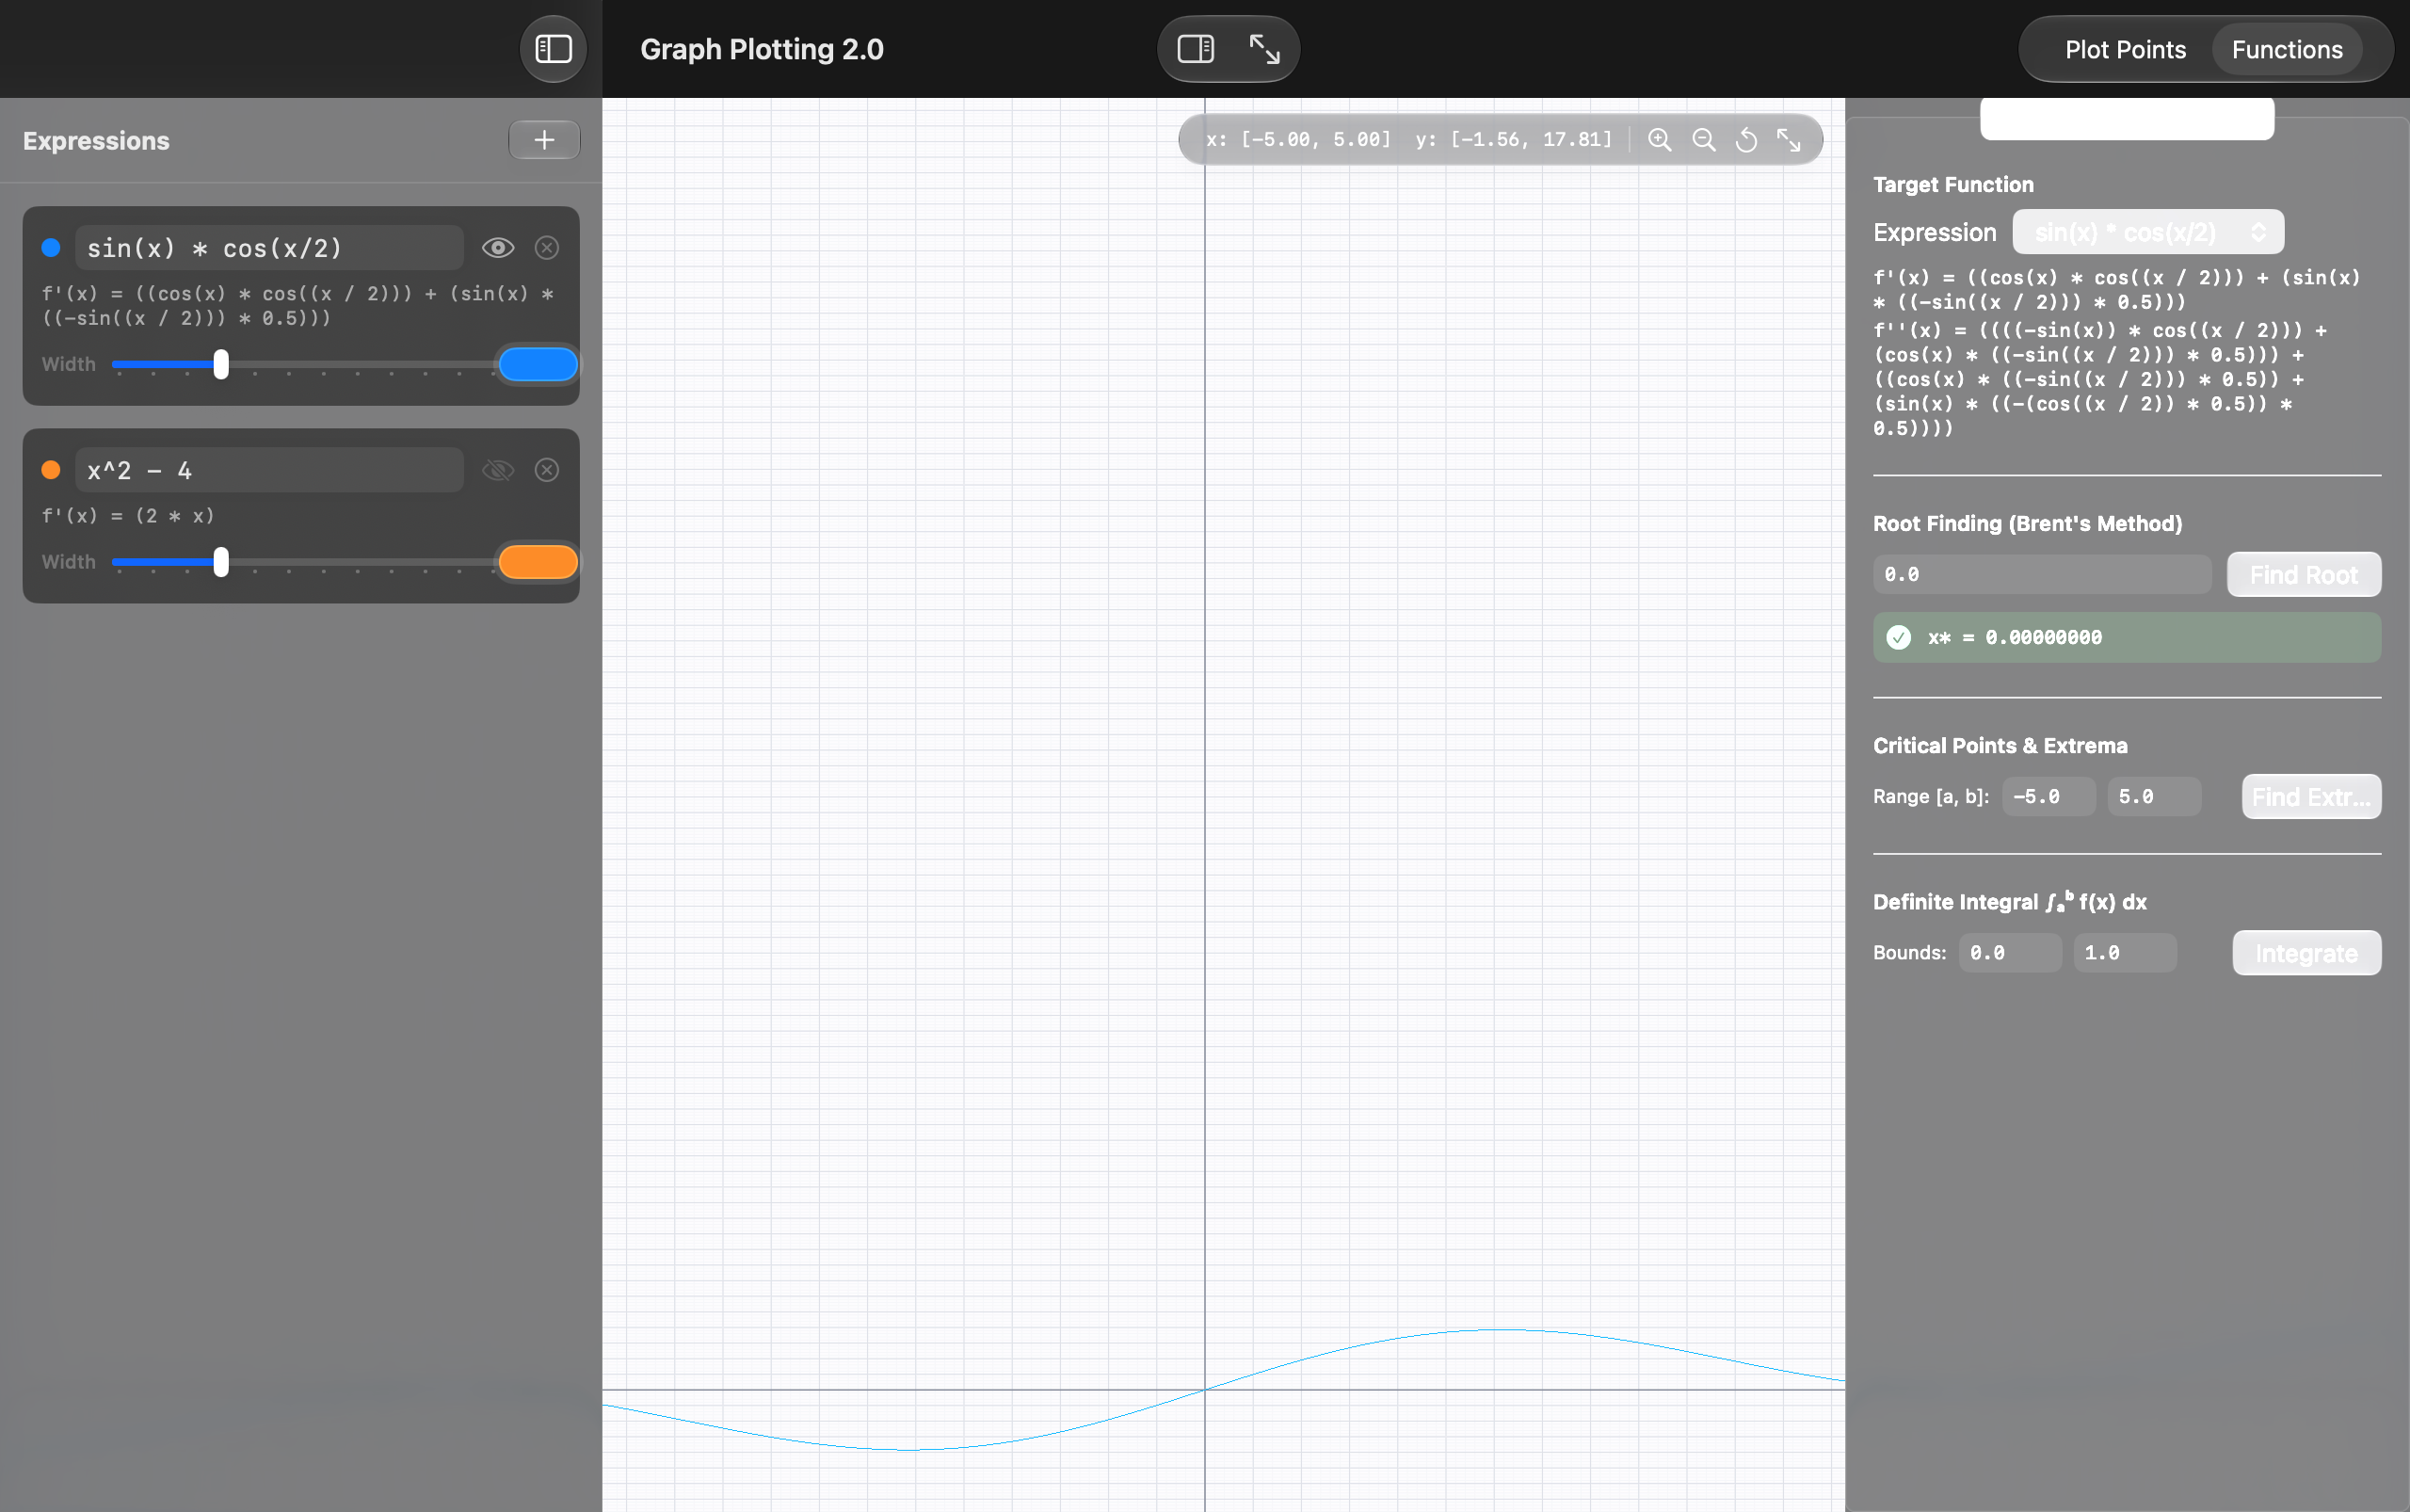 Graph Plotting 2.0
Plot Points
Functions
Expressions
+
sin(x) * cos(x/2)
f'(x) = ((cos(x) * cos((x / 2))) + (sin(x) *
((-sin((x / 2))) * 0.5)))
Width
x^2 - 4
f'(x) = (2 * x)
Width
x: [-5.00, 5.00] y: [-1.56, 17.81]
Target Function
Expression
sin(x) * cos(x/2)
f'(x) = ((cos(x) * cos((x / 2))) + (sin(x)
* ((-sin((x / 2))) * 0.5)))
f''(x) = ((((-sin(x)) * cos((x / 2))) +
(cos(x) * ((-sin((x / 2))) * 0.5))) +
((cos(x) * ((-sin((x / 2))) * 0.5)) +
(sin(x) * ((-(cos((x / 2)) * 0.5)) *
0.5))))
Root Finding (Brent's Method)
0.0
Find Root
x* = 0.00000000
Critical Points & Extrema
Range [a, b]: -5.0 5.0
Find Extr...
Definite Integral ∫ₐᵇ f(x) dx
Bounds: 0.0 1.0
Integrate